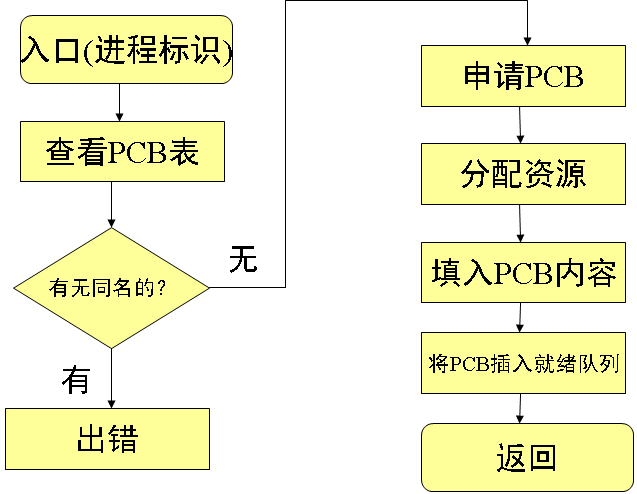 入口(进程标识)
查看PCB表
有无同名的?
无
有
出错
申请PCB
分配资源
填入PCB内容
将PCB插入就绪队列
返回